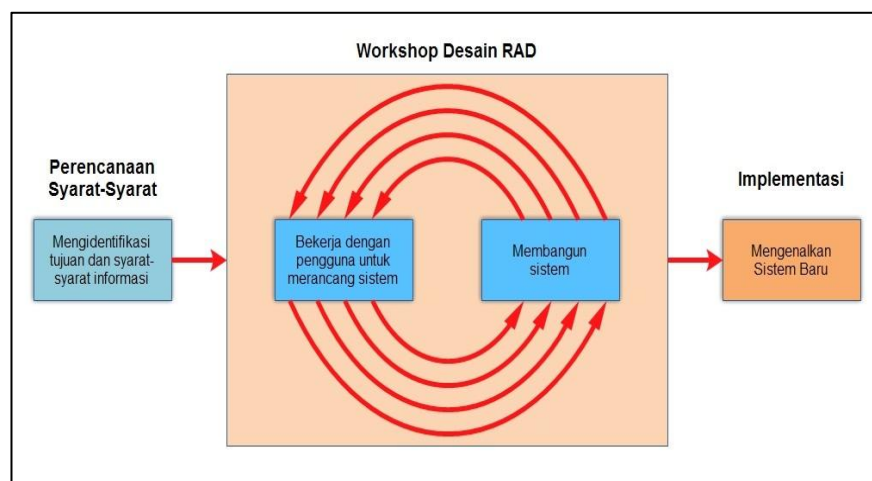 Workshop Desain RAD
Perencanaan
Syarat-Syarat
Mengidentifikasi
tujuan dan syarat-
syarat informasi
Bekerja dengan
pengguna untuk
merancang sistem
Membangun
sistem
Implementasi
Mengenalkan
Sistem Baru